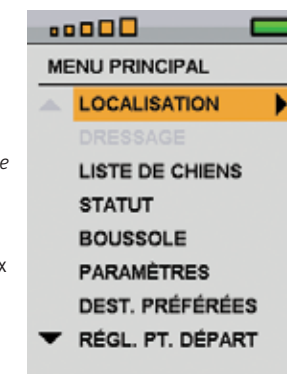 MENU PRINCIPAL
LOCALISATION
DRESSAGE
e
LISTE DE CHIENS
STATUT
BOUSSOLE
x
PARAMÈTRES
DEST. PRÉFÉRÉES
RÉGL. PT. DÉPART